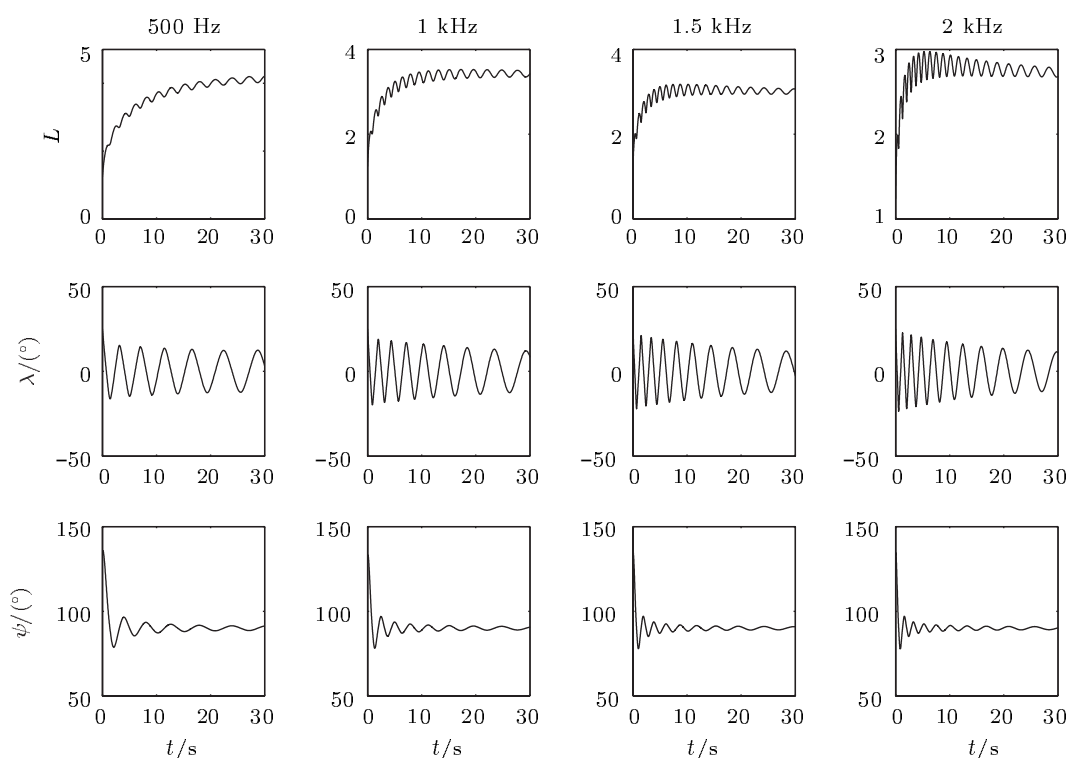 500 Hz 1 kHz 1.5 kHz 2 kHz
5 4 4 3
L 2 2 2
0 0 0 1
0 10 20 30 0 10 20 30 0 10 20 30 0 10 20 30
50 50 50 50
λ/(°) 0 0 0 0
−50 −50 −50 −50
0 10 20 30 0 10 20 30 0 10 20 30 0 10 20 30
150 150 150 150
ψ/(°) 100 100 100 100
50 50 50 50
0 10 20 30 0 10 20 30 0 10 20 30 0 10 20 30
t/s t/s t/s t/s